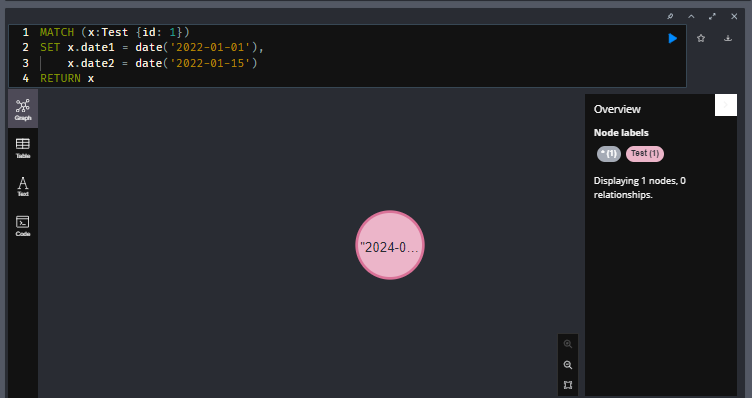 1 MATCH (x:Test {id: 1})
2 SET x.date1 = date('2022-01-01'),
3 x.date2 = date('2022-01-15')
4 RETURN x
Graph
Table
Text
Code
"2024-0...
Overview
Node labels
* (1) Test (1)
Displaying 1 nodes, 0
relationships.